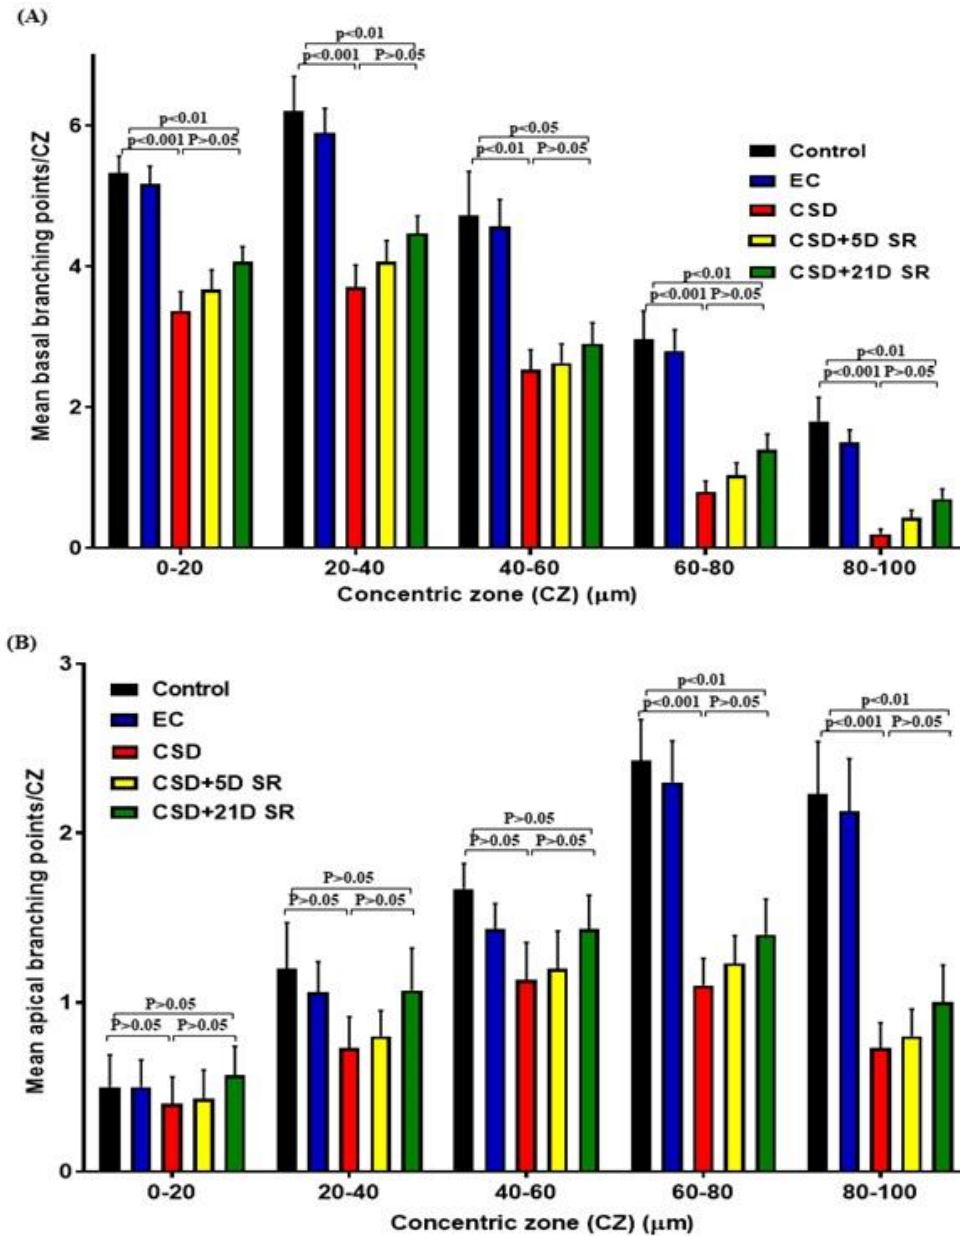 (A)
p<0.01
p<0.001 P>0.05
p<0.01
p<0.001 P>0.05
p<0.05
p<0.01 P>0.05
p<0.01
p<0.001 P>0.05
p<0.01
p<0.001 P>0.05
Control
EC
CSD
CSD+5D SR
CSD+21D SR
Mean basal branching points/CZ
6
4
2
0
0-20 20-40 40-60 60-80 80-100
Concentric zone (CZ) (μm)
(B)
Control
EC
CSD
CSD+5D SR
CSD+21D SR
P>0.05
P>0.05 P>0.05
P>0.05
P>0.05 P>0.05
P>0.05
P>0.05 P>0.05
p<0.01
p<0.001 P>0.05
p<0.01
p<0.001 P>0.05
Mean apical branching points/CZ
3
2
1
0
0-20 20-40 40-60 60-80 80-100
Concentric zone (CZ) (μm)